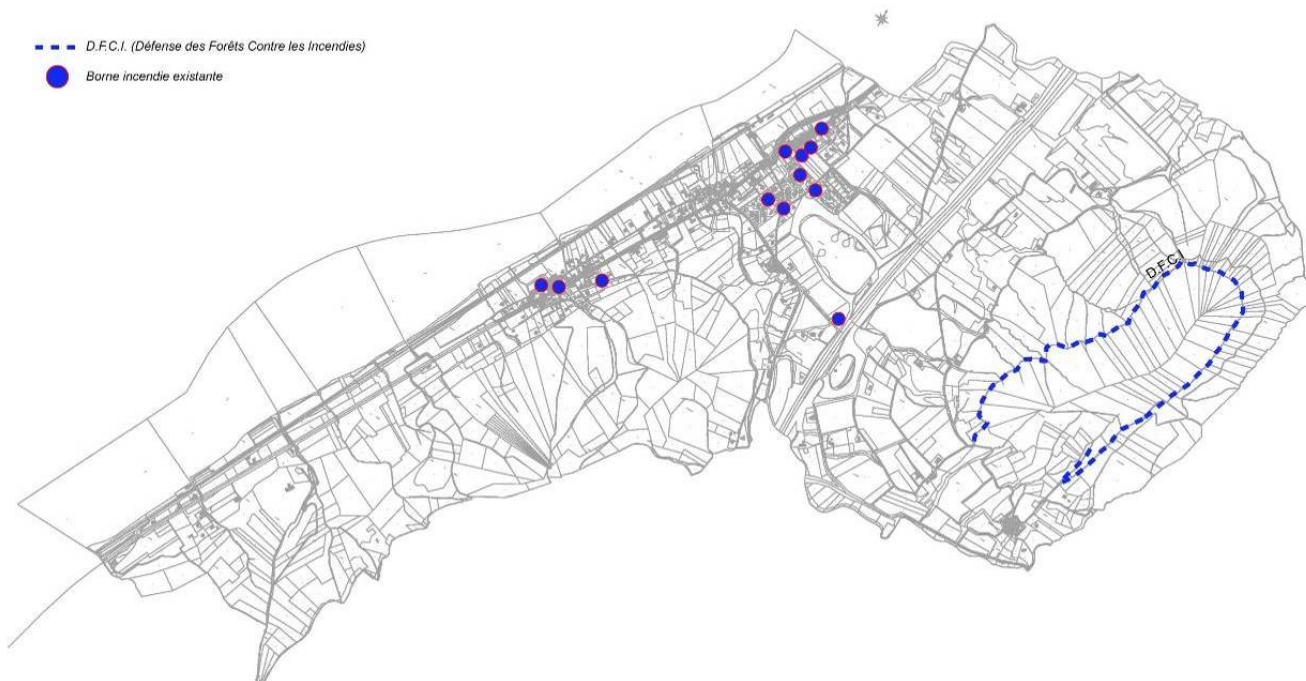 D.F.C.I. (Défense des Forêts Contre les Incendies)
Borne incendie existante
D.F.C.I.